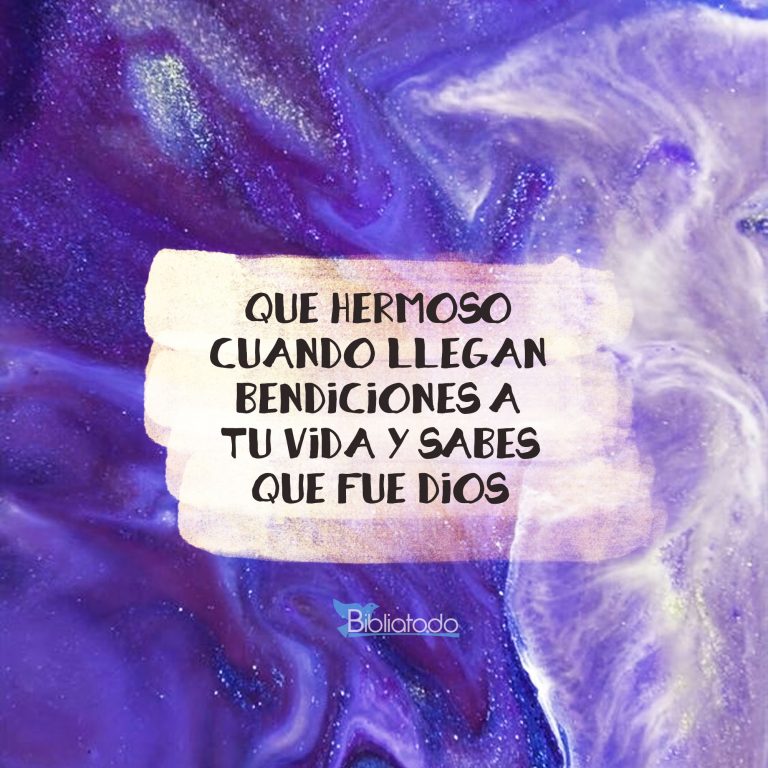 QUE HERMOSO
CUANDO LLEGAN
BENDiCiONES A
TU ViDA Y SABES
QUE FUE DiOS
Bibliatodo